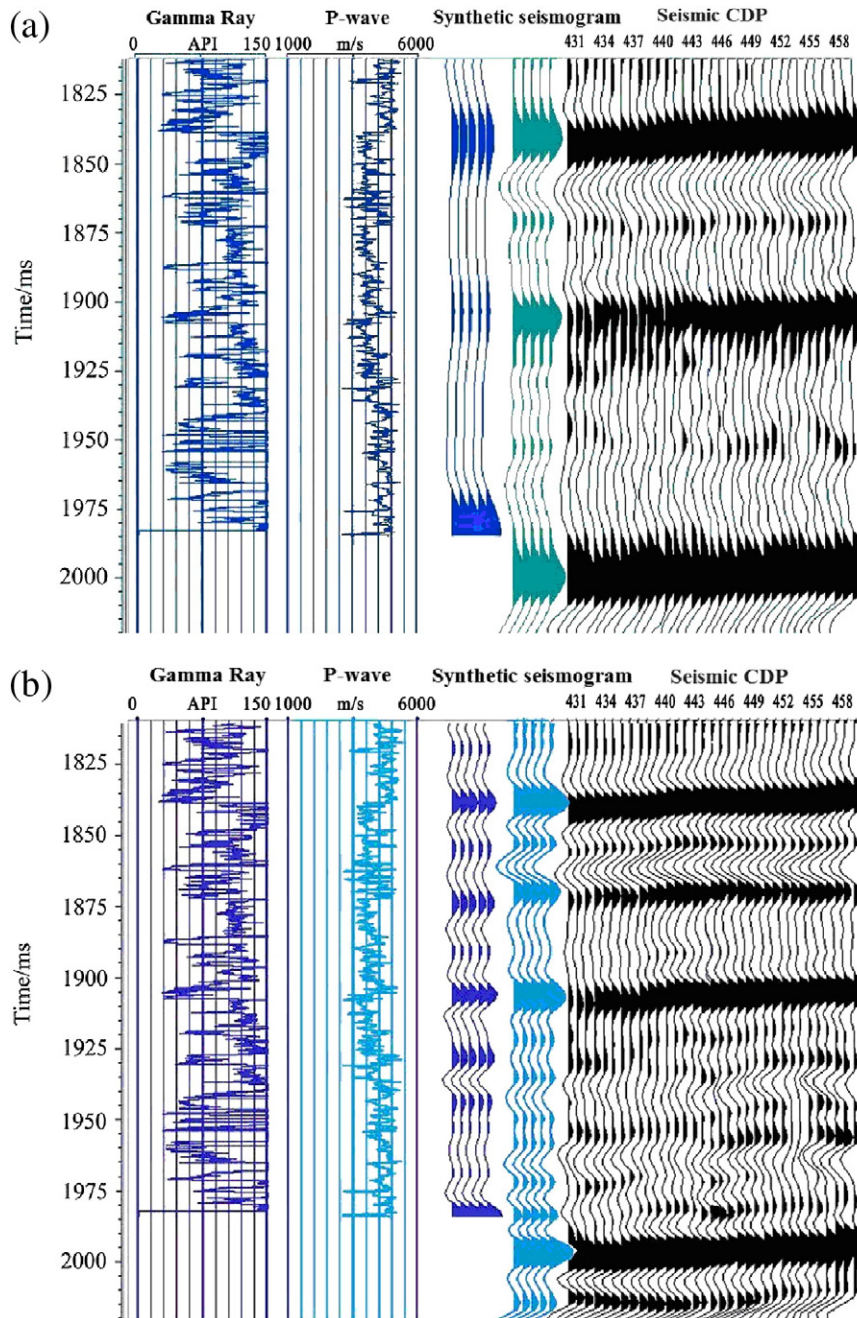 (a)
Gamma Ray P-wave Synthetic seismogram Seismic CDP
0 API 150 1000 m/s 6000 431 434 437 440 443 446 449 452 455 458
Time/ms
1825
1850
1875
1900
1925
1950
1975
2000
(b)
Gamma Ray P-wave Synthetic seismogram Seismic CDP
0 API 150 1000 m/s 6000 431 434 437 440 443 446 449 452 455 458
Time/ms
1825
1850
1875
1900
1925
1950
1975
2000